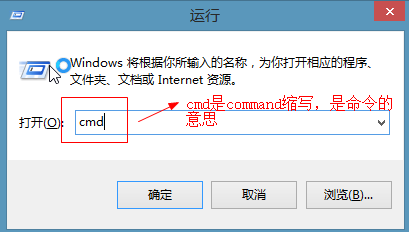 运行
Windows 将根据你所输入的名称，为你打开相应的程序、
文件夹、文档或 Internet 资源。
cmd是command缩写，是命令的
意思
打开(O): cmd
确定 取消 浏览(B)...